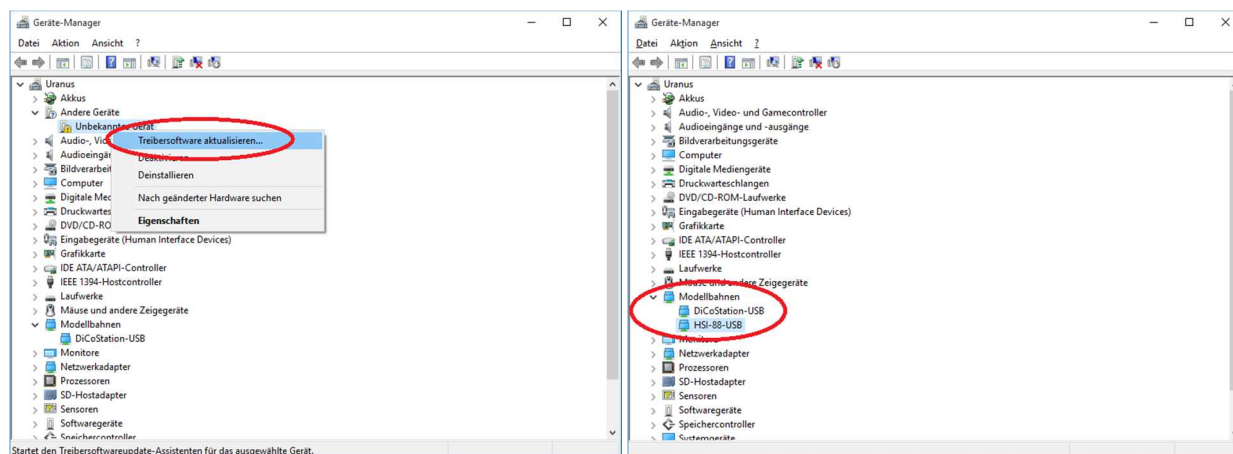 Geräte-Manager
Datei Aktion Ansicht ?
Uranus
Akkus
Andere Geräte
Unbekanntes Gerät
Treibersoftware aktualisieren...
Audio-, Vid
Deaktivieren
Audioeingän
Deinstallieren
Bildverarbeit
Computer
Nach geänderter Hardware suchen
Digitale Med
Druckwartes
Eigenschaften
DVD/CD-RO
Eingabegeräte (Human Interface Devices)
Grafikkarte
IDE ATA/ATAPI-Controller
IEEE 1394-Hostcontroller
Laufwerke
Mäuse und andere Zeigegeräte
Modellbahnen
DiCoStation-USB
Monitore
Netzwerkadapter
Prozessoren
SD-Hostadapter
Sensoren
Softwaregeräte
Speichercontroller
Startet den Treibersoftwareupdate-Assistenten für das ausgewählte Gerät.
Geräte-Manager
Datei Aktion Ansicht ?
Uranus
Akkus
Audio-, Video- und Gamecontroller
Audioeingänge und -ausgänge
Bildverarbeitungsgeräte
Computer
Digitale Mediengeräte
Druckwarteschlangen
DVD/CD-ROM-Laufwerke
Eingabegeräte (Human Interface Devices)
Grafikkarte
IDE ATA/ATAPI-Controller
IEEE 1394-Hostcontroller
Laufwerke
Mäuse und andere Zeigegeräte
Modellbahnen
DiCoStation-USB
HSI-88-USB
Monitore
Netzwerkadapter
Prozessoren
SD-Hostadapter
Sensoren
Softwaregeräte
Speichercontroller
Systemgeräte